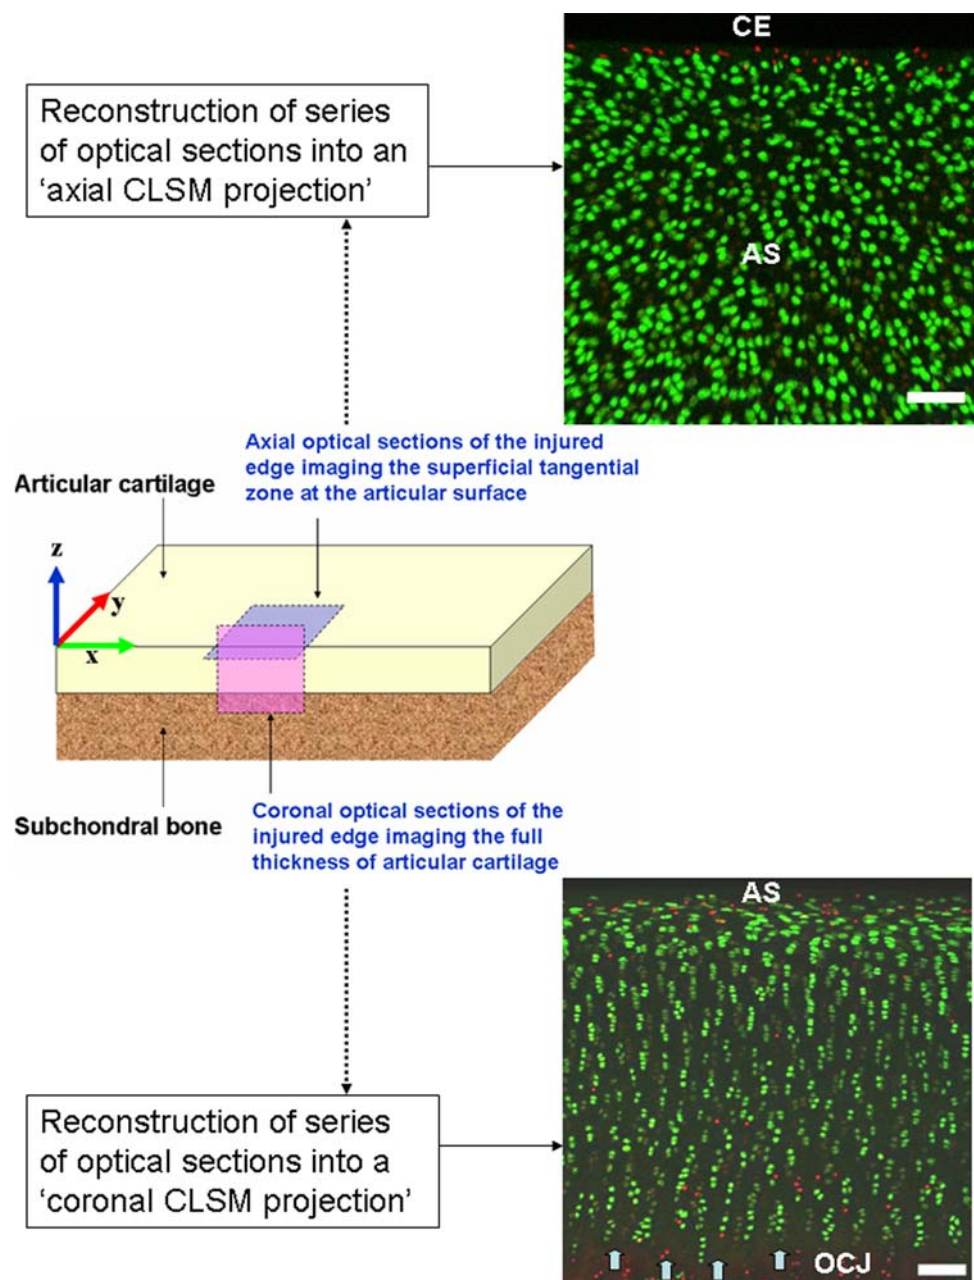 CE
Reconstruction of series
of optical sections into an
‘axial CLSM projection’
AS
Axial optical sections of the injured
edge imaging the superficial tangential
zone at the articular surface
Articular cartilage
z
y
x
Subchondral bone
Coronal optical sections of the
injured edge imaging the full
thickness of articular cartilage
AS
Reconstruction of series
of optical sections into a
‘coronal CLSM projection’
OCJ